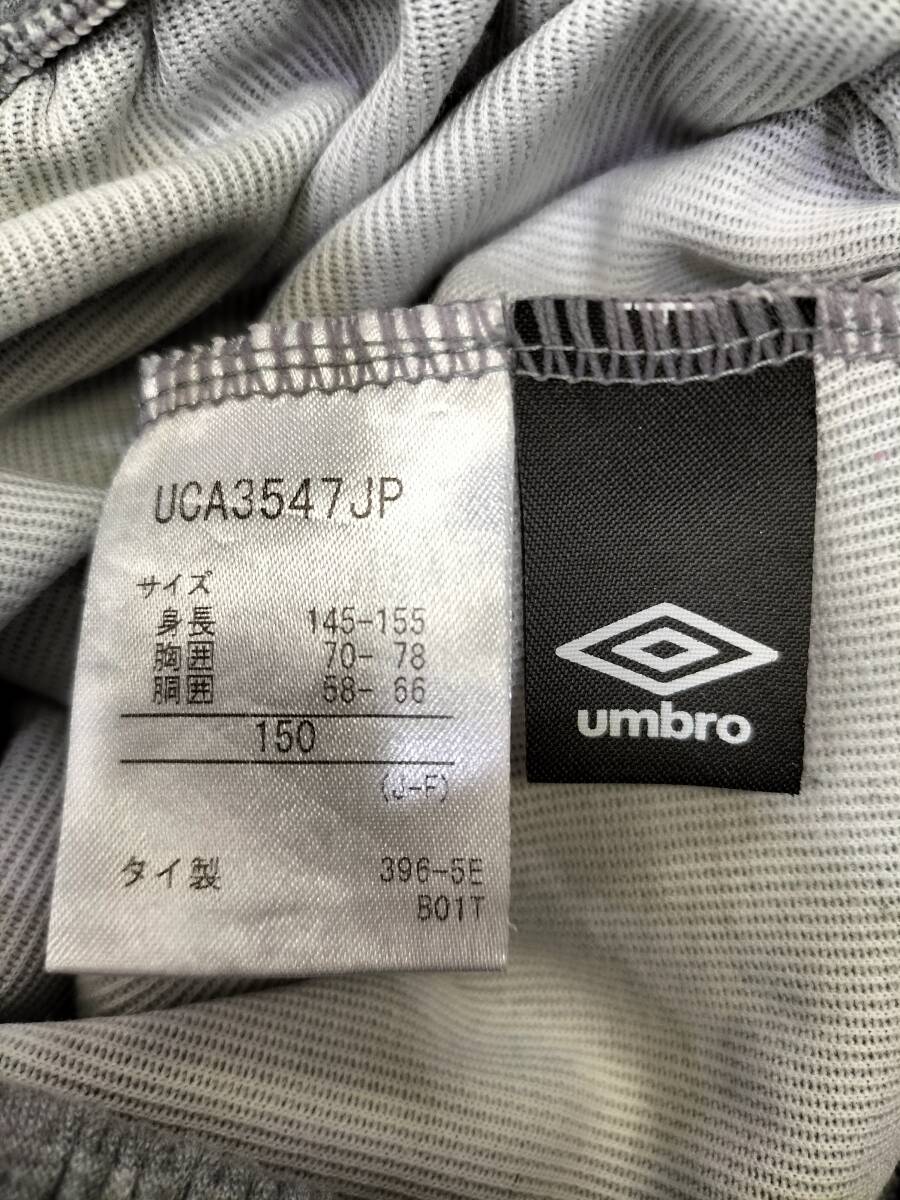 UCA3547JP
サイズ
身長 145-155
胸囲 70- 78
胴囲 58- 66
150
(J-F)
タイ製 396-5E
B01T
umbro